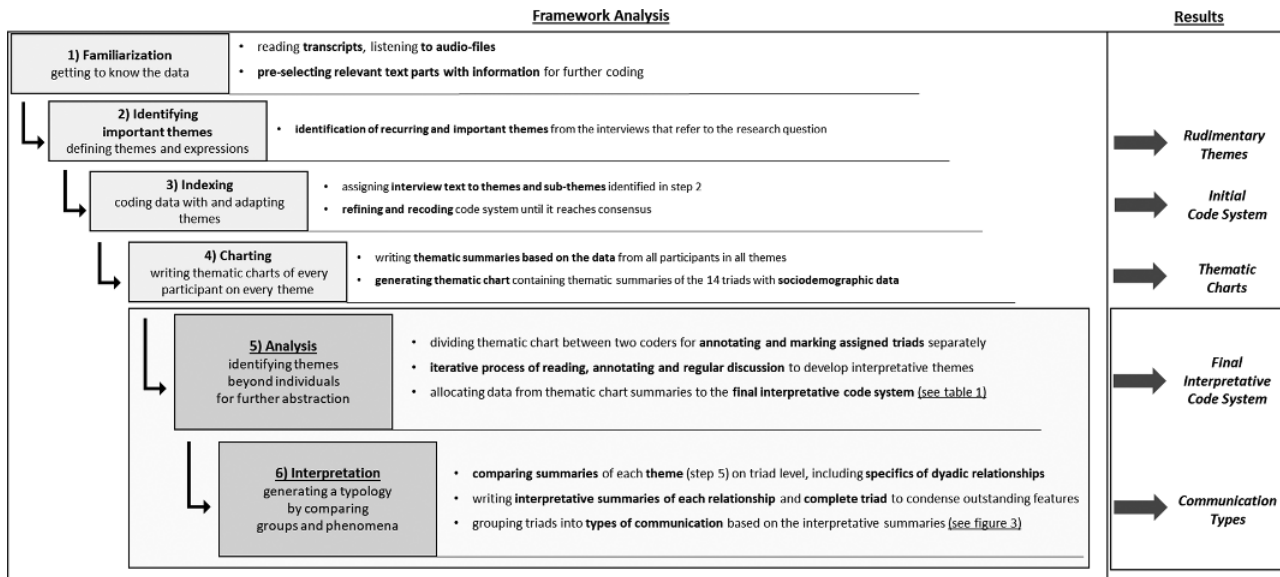 Framework Analysis
Results
1) Familiarization
getting to know the data
• reading transcripts, listening to audio-files
• pre-selecting relevant text parts with information for further coding
2) Identifying
important themes
defining themes and expressions
• identification of recurring and important themes from the interviews that refer to the research question
Rudimentary
Themes
3) Indexing
coding data with and adapting
themes
• assigning interview text to themes and sub-themes identified in step 2
• refining and recoding code system until it reaches consensus
Initial
Code System
4) Charting
writing thematic charts of every
participant on every theme
• writing thematic summaries based on the data from all participants in all themes
• generating thematic chart containing thematic summaries of the 14 triads with sociodemographic data
Thematic
Charts
5) Analysis
identifying themes
beyond individuals
for further abstraction
• dividing thematic chart between two coders for annotating and marking assigned triads separately
• iterative process of reading, annotating and regular discussion to develop interpretative themes
• allocating data from thematic chart summaries to the final interpretative code system (see table 1)
Final
Interpretative
Code System
6) Interpretation
generating a typology
by comparing
groups and phenomena
• comparing summaries of each theme (step 5) on triad level, including specifics of dyadic relationships
• writing interpretative summaries of each relationship and complete triad to condense outstanding features
• grouping triads into types of communication based on the interpretative summaries (see figure 3)
Communication
Types